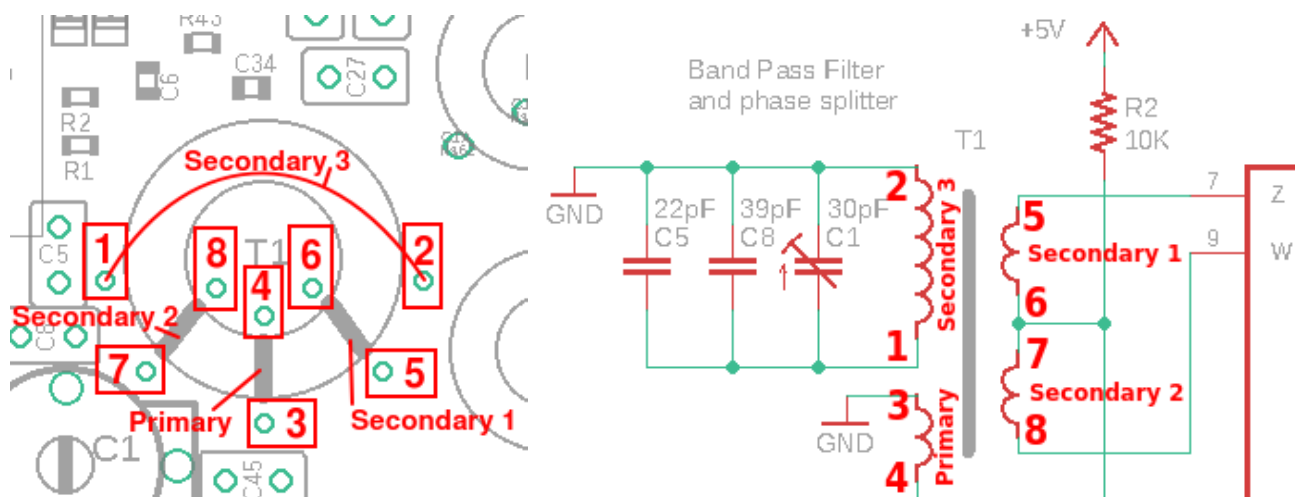 R43
C6
C34
C27
R2
R1
Secondary 3
1
8
T1
6
2
4
C5
Secondary 2
C8
7
5
Primary
3
Secondary 1
C1
C45
+5V
Band Pass Filter
and phase splitter
R2
10K
T1
GND
22pF
C5
39pF
C8
30pF
C1
2
Secondary 3
1
5
Secondary 1
6
7
Secondary 2
8
7
Z
9
W
3
GND
Primary
4